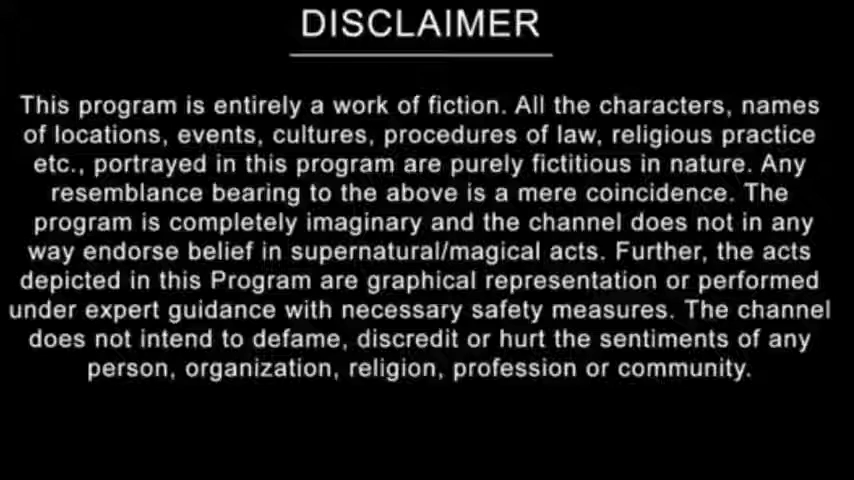 DISCLAIMER
This program is entirely a work of fiction. All the characters, names
of locations, events, cultures, procedures of law, religious practice
etc., portrayed in this program are purely fictitious in nature. Any
resemblance bearing to the above is a mere coincidence. The
program is completely imaginary and the channel does not in any
way endorse belief in supernatural/magical acts. Further, the acts
depicted in this Program are graphical representation or performed
under expert guidance with necessary safety measures. The channel
does not intend to defame, discredit or hurt the sentiments of any
person, organization, religion, profession or community.